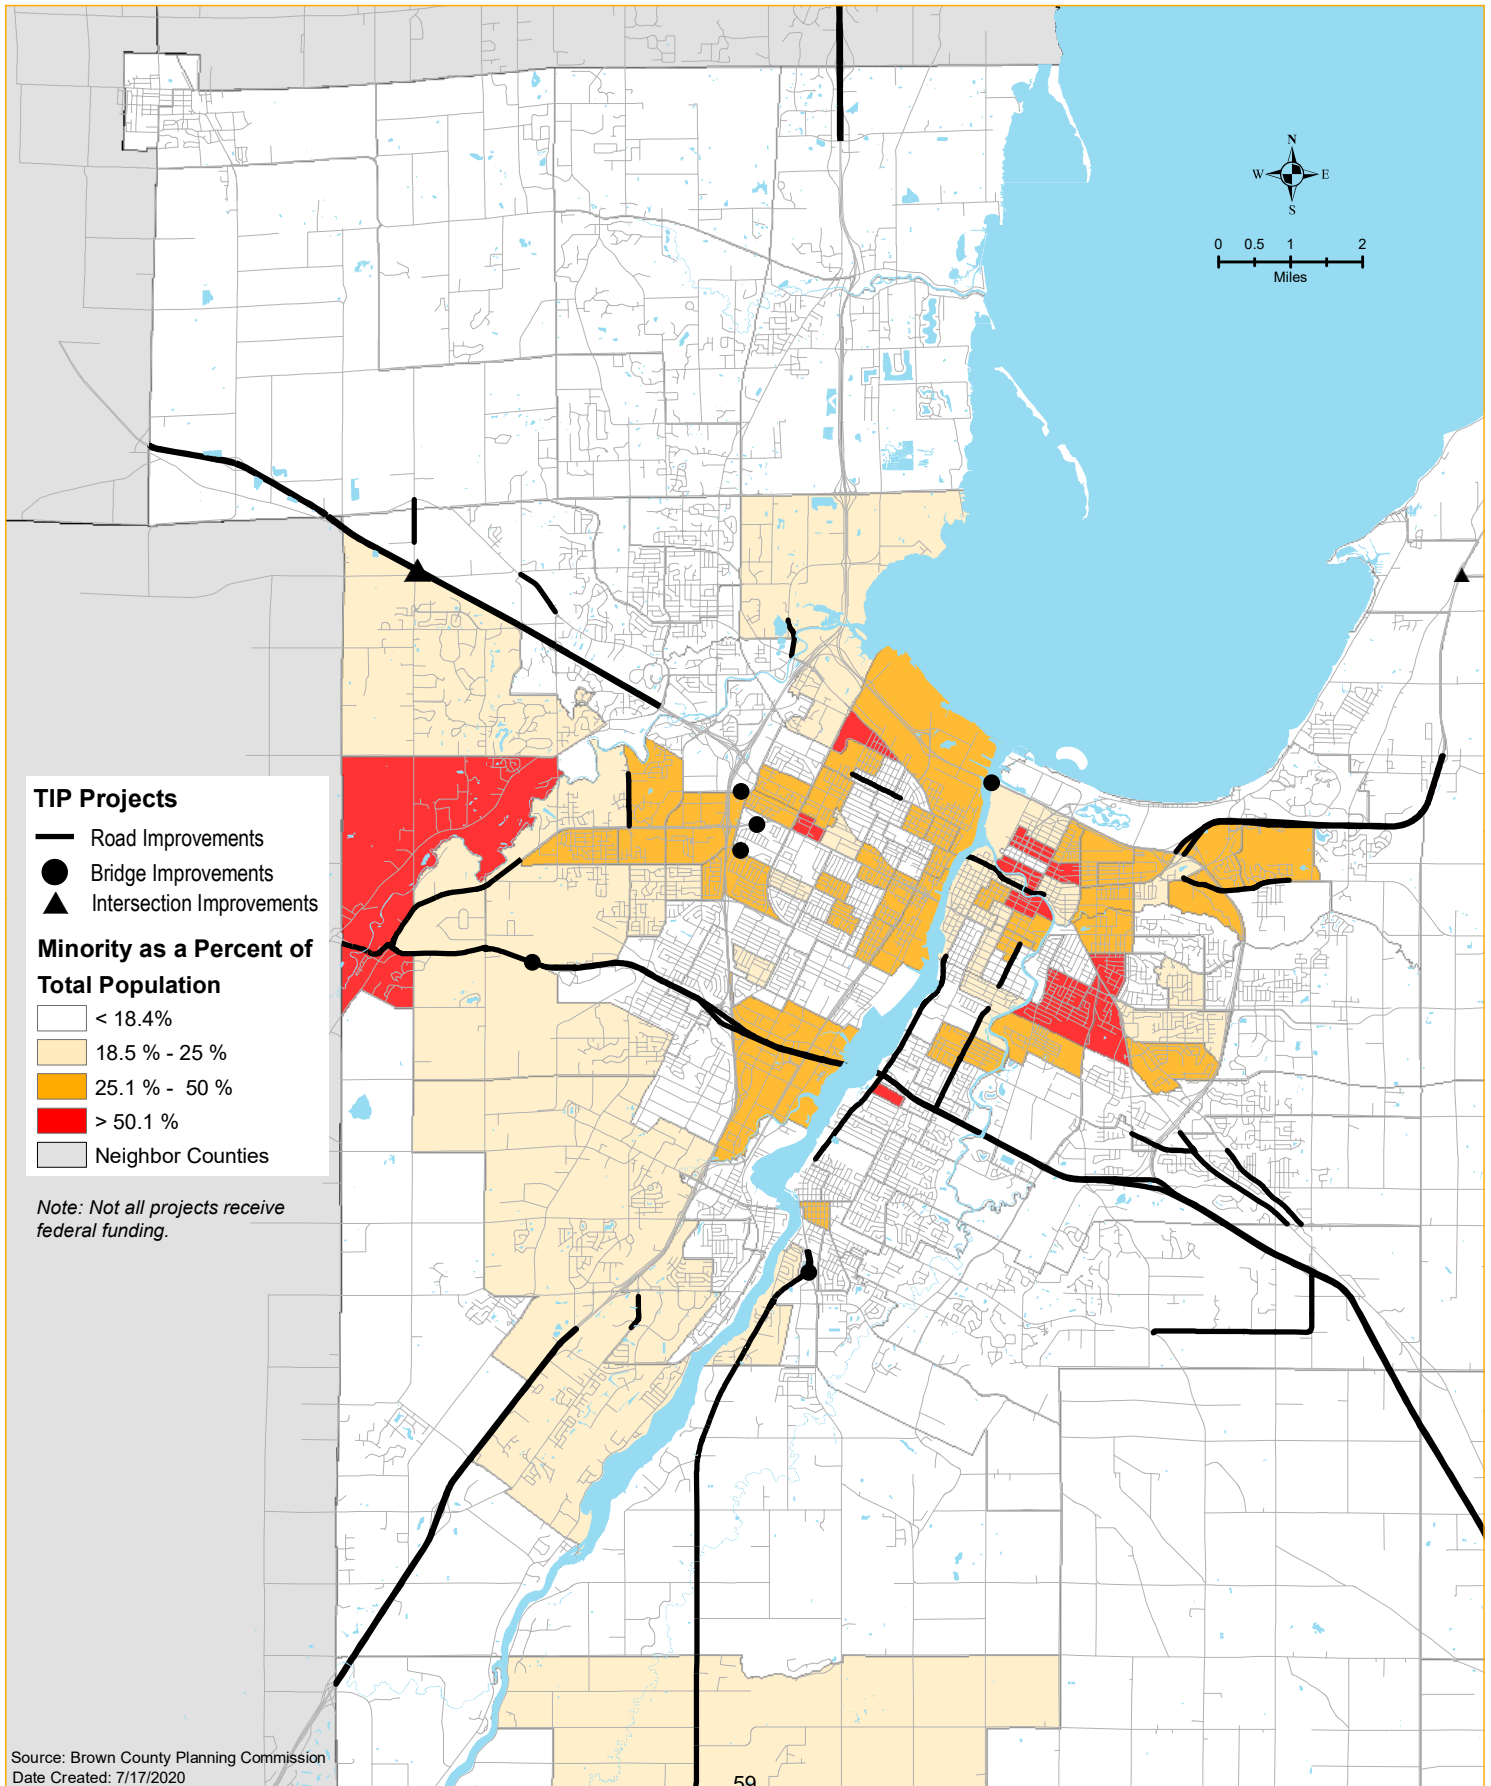 N
W E
S
0 0.5 1 2
Miles
TIP Projects
Road Improvements
Bridge Improvements
Intersection Improvements
Minority as a Percent of
Total Population
< 18.4%
18.5 % - 25 %
25.1 % - 50 %
> 50.1 %
Neighbor Counties
Note: Not all projects receive
federal funding.
Source: Brown County Planning Commission
Date Created: 7/17/2020
59